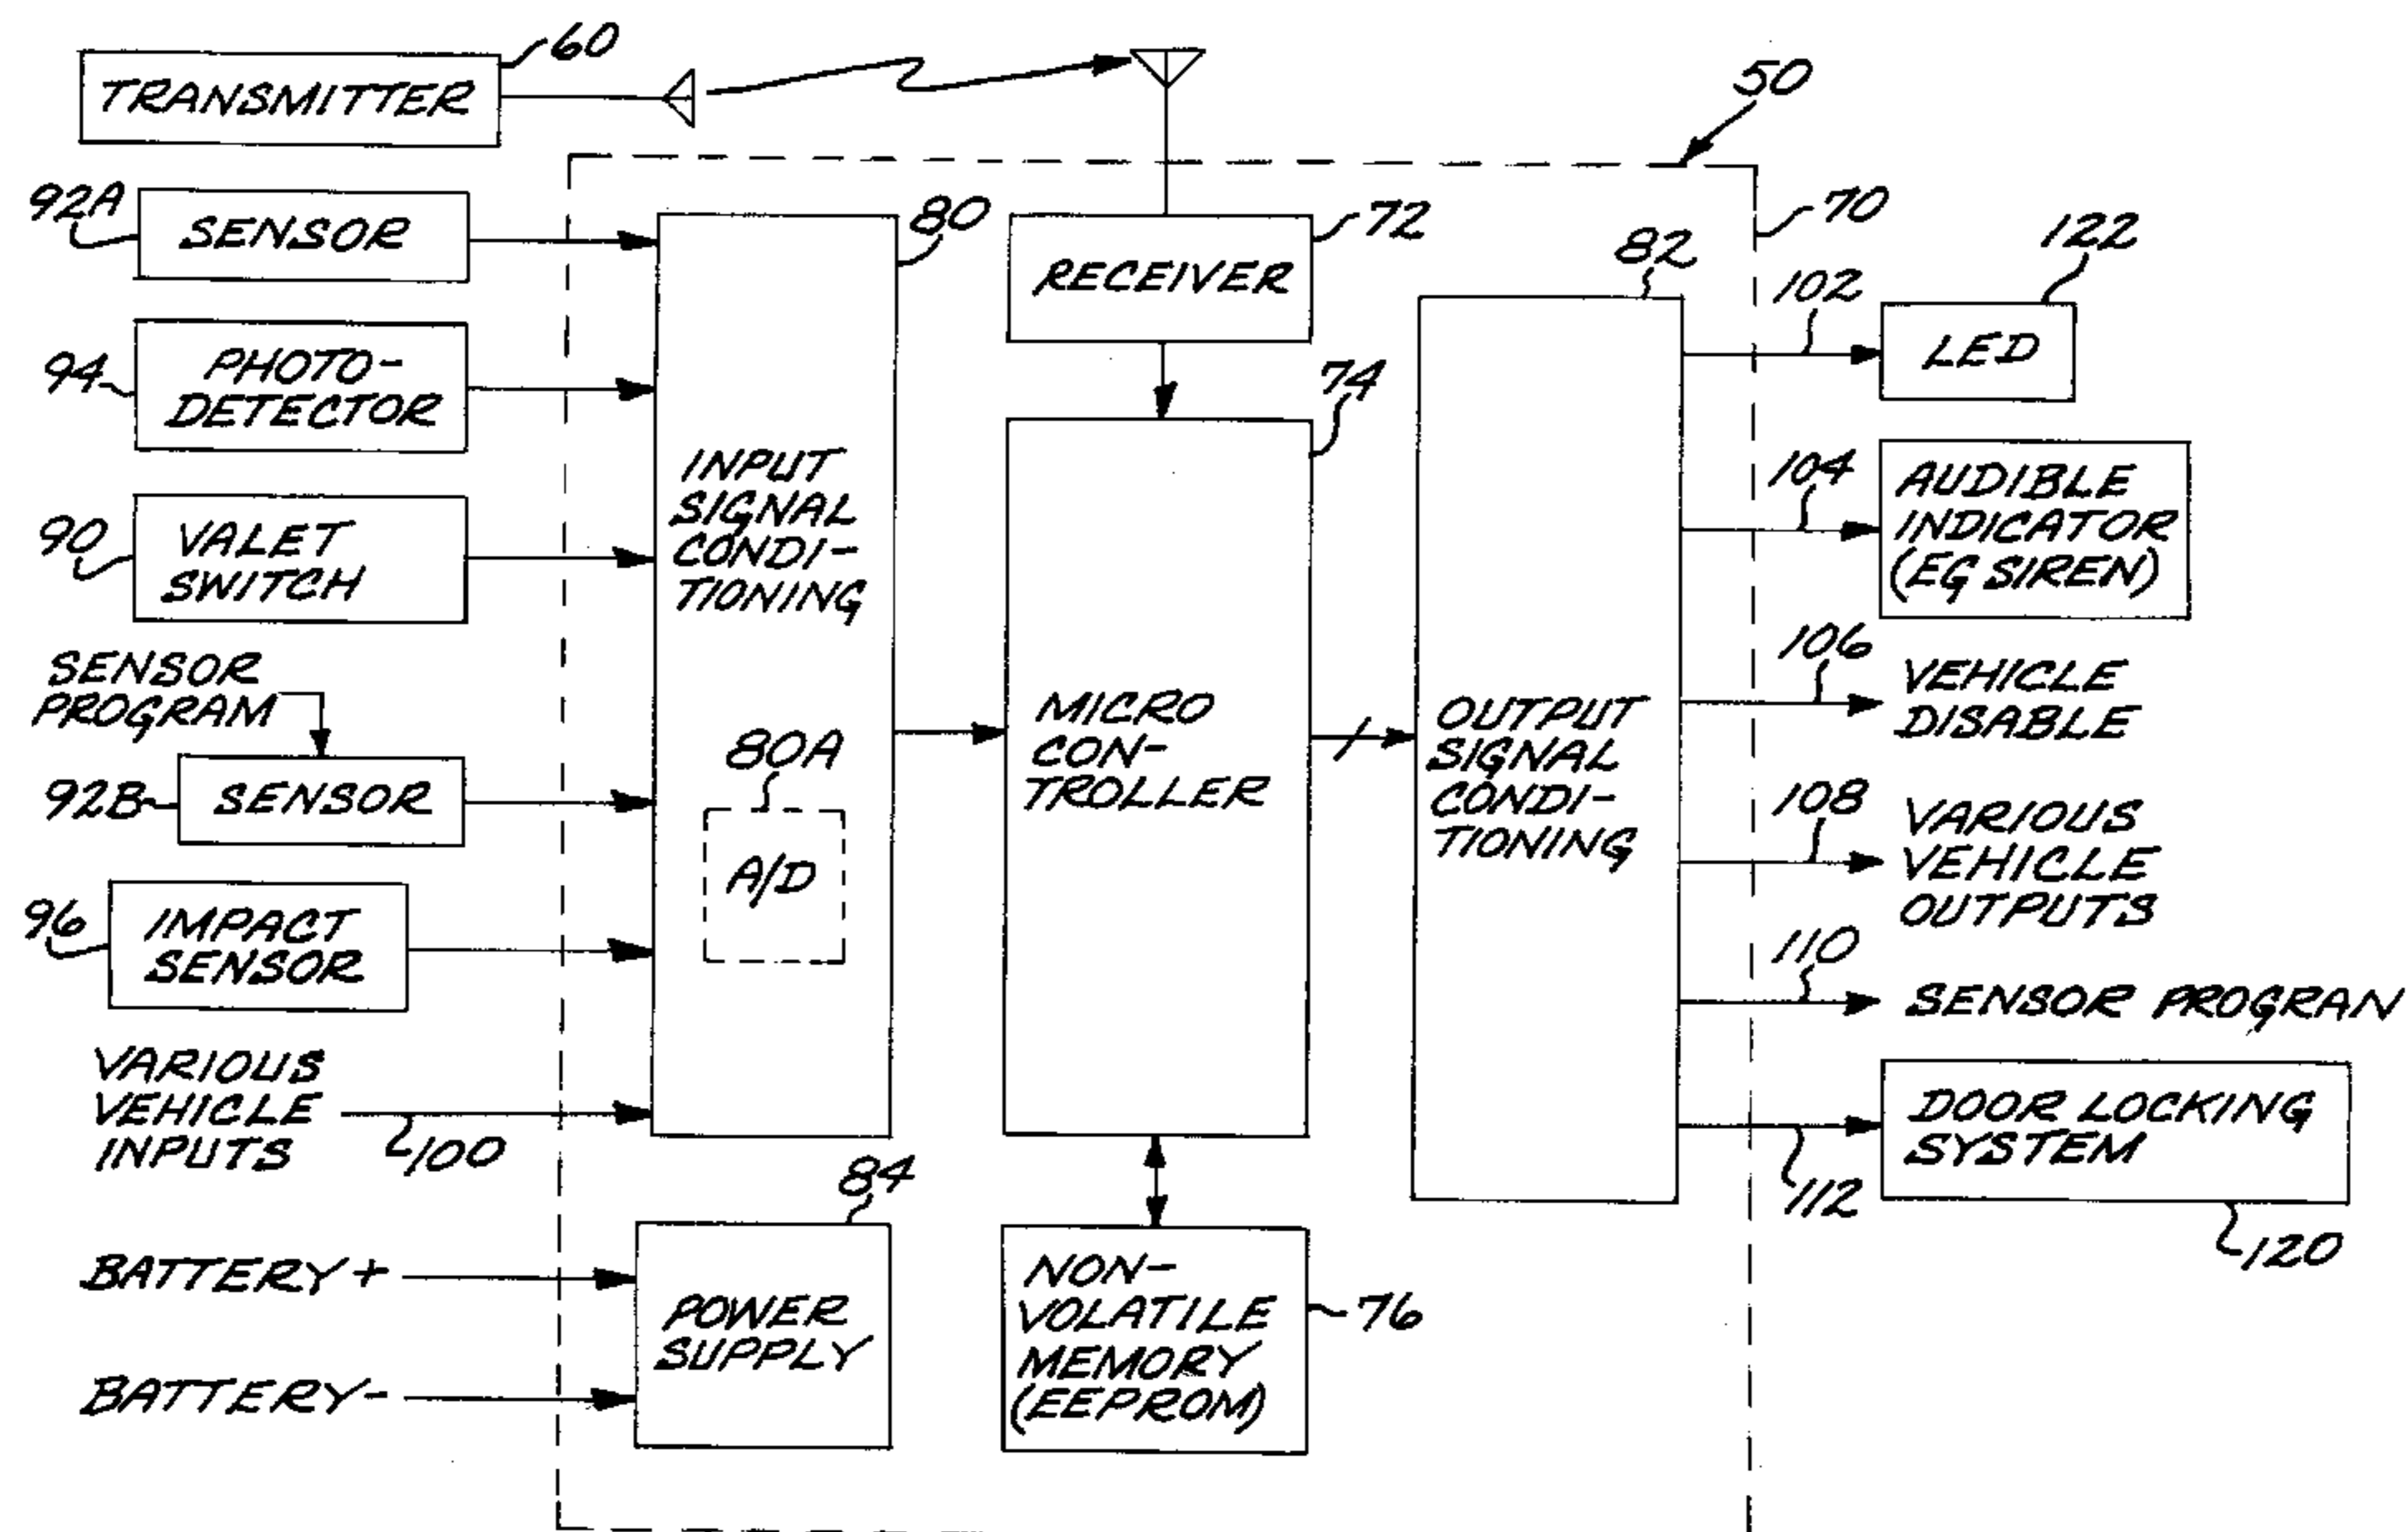 60
TRANSMITTER
50
92A
SENSOR
80
72
RECEIVER
70
82
122
102
LED
94
PHOTO-
DETECTOR
74
INPUT
SIGNAL
CONDI-
TIONING
104
AUDIBLE
INDICATOR
(EG SIREN)
90
VALET
SWITCH
106
VEHICLE
DISABLE
SENSOR
PROGRAM
92B
SENSOR
80A
A/D
MICRO
CON-
TROLLER
OUTPUT
SIGNAL
CONDI-
TIONING
108
VARIOUS
VEHICLE
OUTPUTS
96
IMPACT
SENSOR
110
SENSOR PROGRAN
VARIOUS
VEHICLE
INPUTS
100
DOOR LOCKING
SYSTEM
112
120
84
BATTERY+
BATTERY-
POWER
SUPPLY
NON-
VOLATILE
MEMORY
(EEPROM)
76